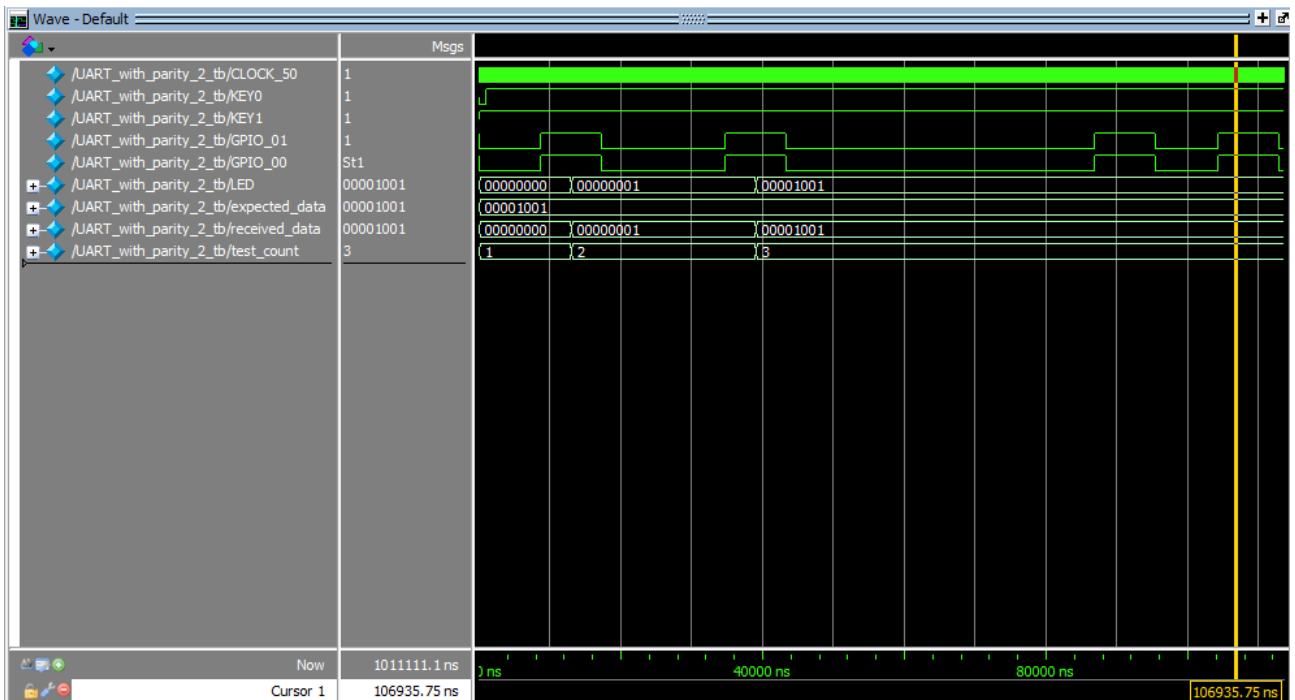 Wave - Default
Msgs
/UART_with_parity_2_tb/CLOCK_50 1
/UART_with_parity_2_tb/KEY0 1
/UART_with_parity_2_tb/KEY1 1
/UART_with_parity_2_tb/GPIO_01 1
/UART_with_parity_2_tb/GPIO_00 St1
/UART_with_parity_2_tb/LED 00001001 00000000 00000001 00001001
/UART_with_parity_2_tb/expected_data 00001001 00001001
/UART_with_parity_2_tb/received_data 00001001 00000000 00000001 00001001
/UART_with_parity_2_tb/test_count 3 1 2 3
Now 1011111.1 ns ns 40000 ns 80000 ns
Cursor 1 106935.75 ns 106935.75 ns